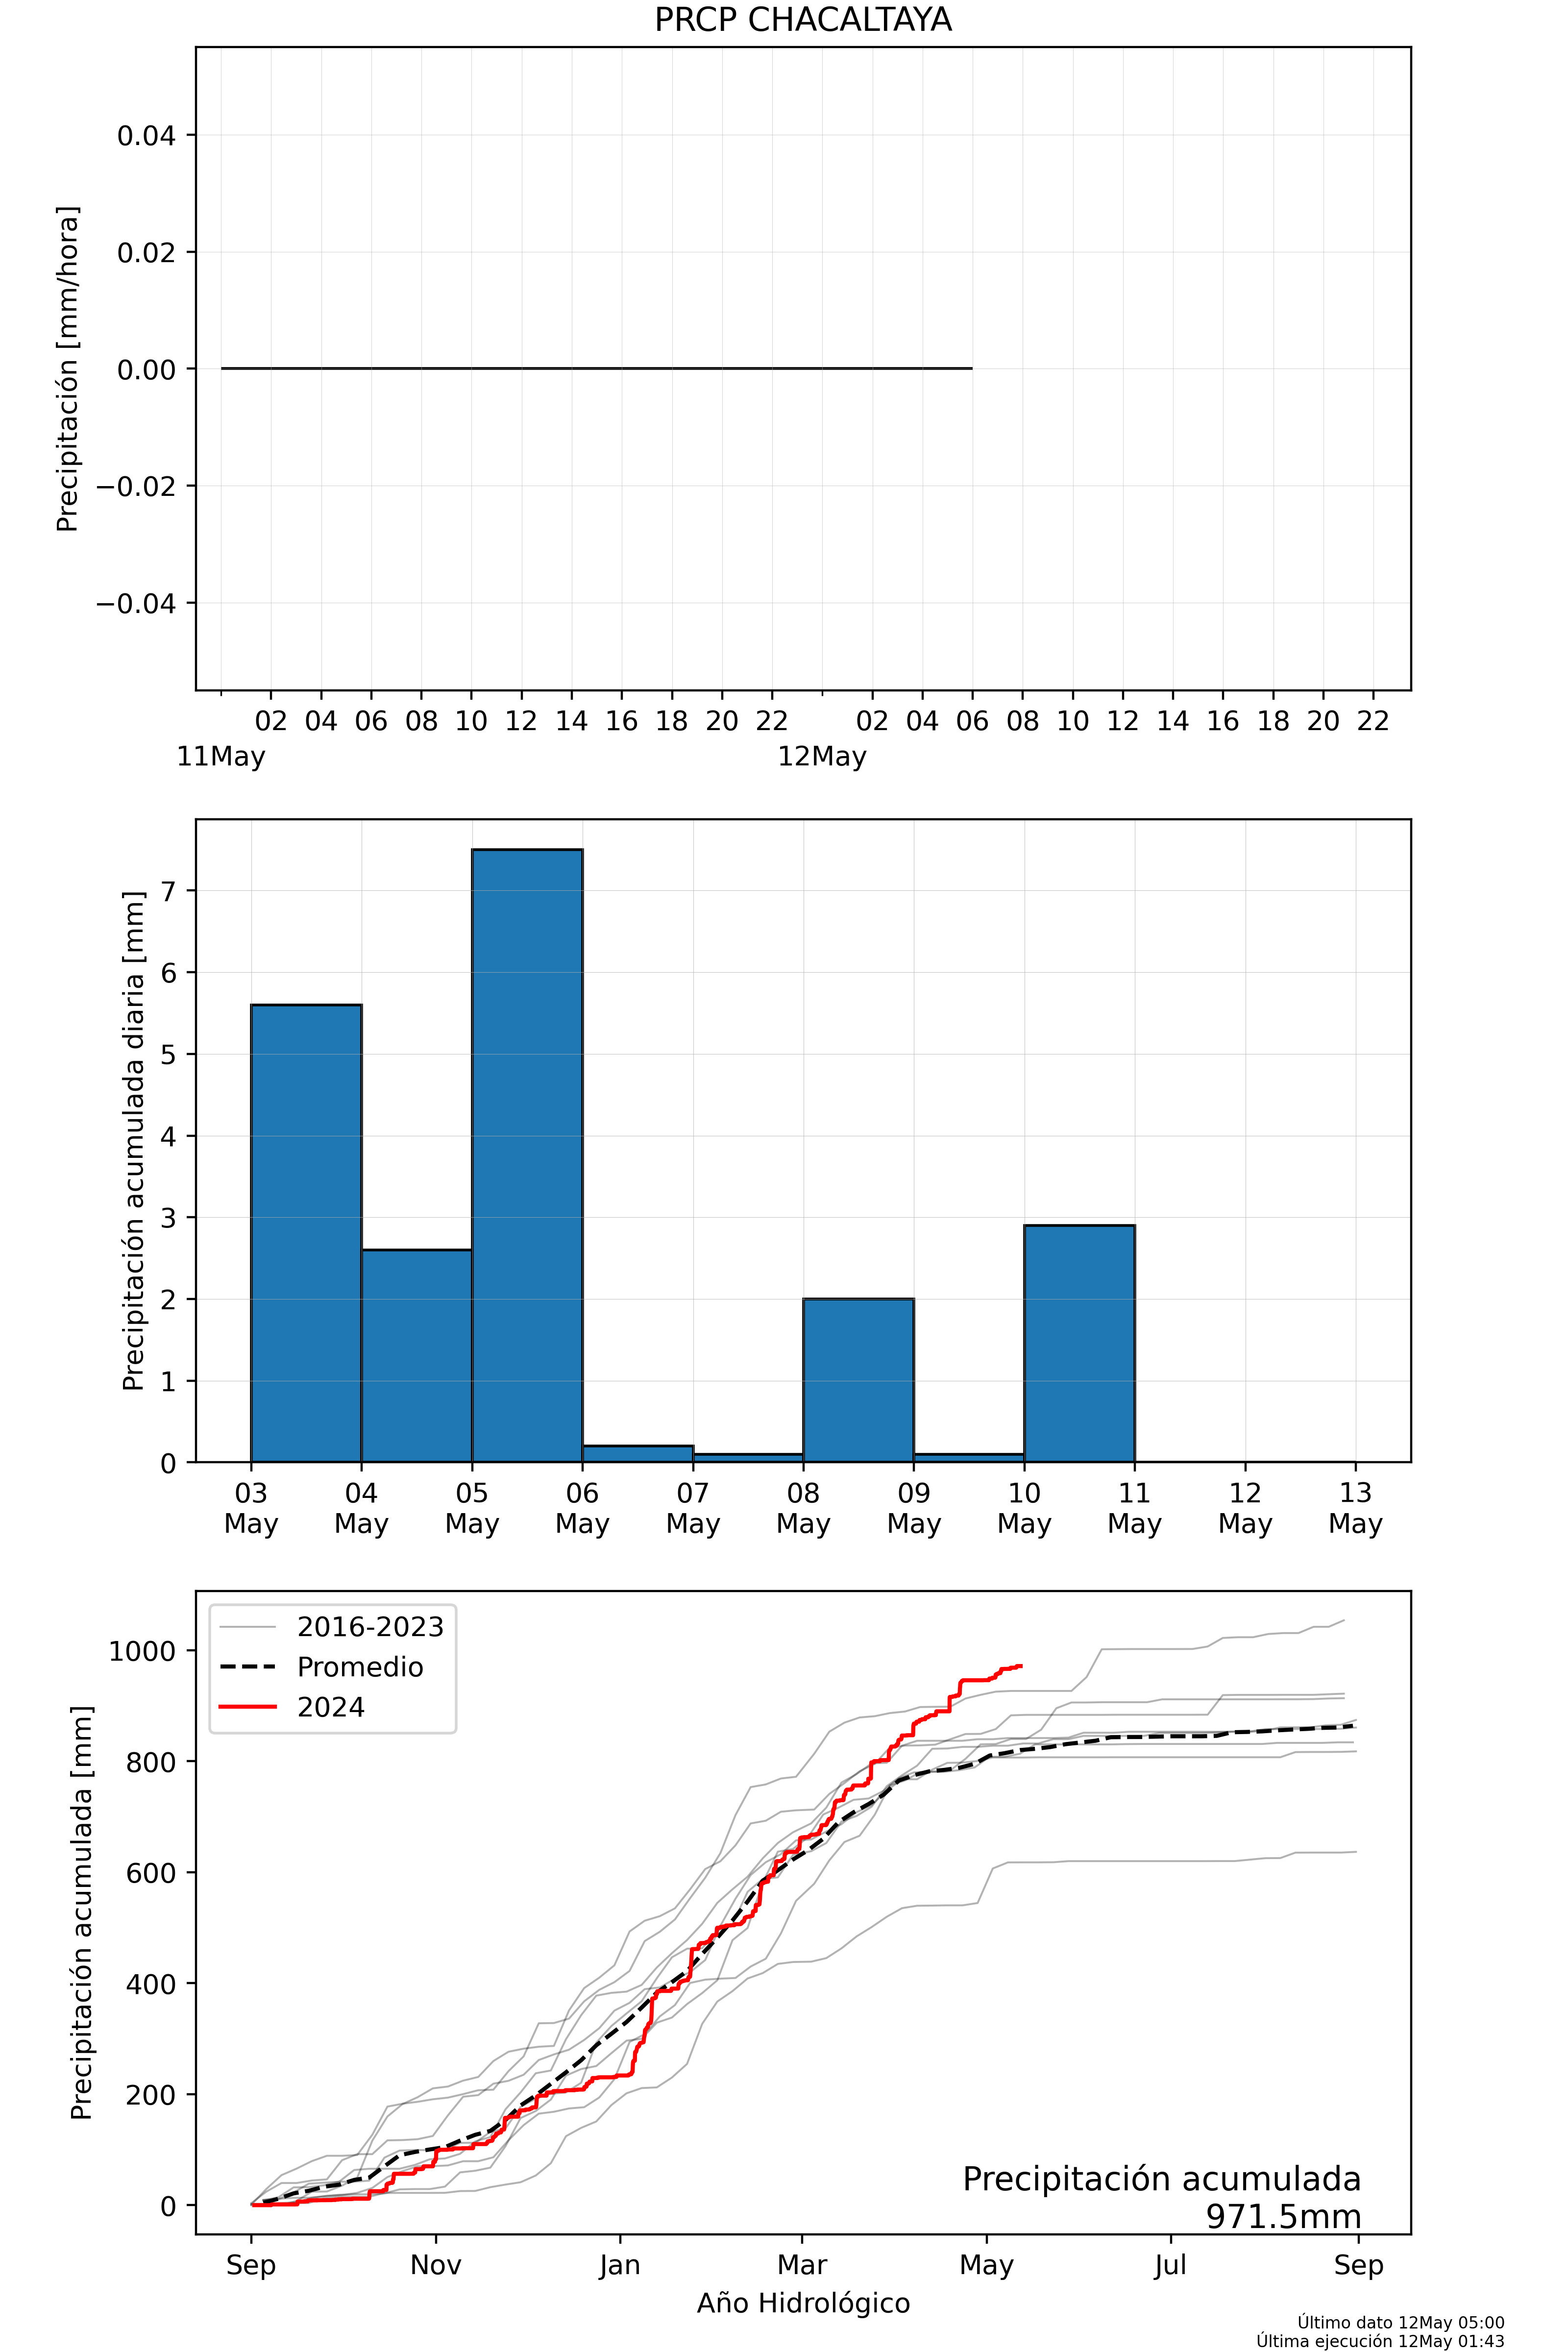 PRCP CHACALTAYA
Precipitación [mm/hora]
0.04
0.02
0.00
−0.02
−0.04
02 04 06 08 10 12 14 16 18 20 22 02 04 06 08 10 12 14 16 18 20 22
11May 12May
Precipitación acumulada diaria [mm]
7
6
5
4
3
2
1
0
03 04 05 06 07 08 09 10 11 12 13
May May May May May May May May May May May
Precipitación acumulada [mm]
1000
800
600
400
200
0
2016-2023
Promedio
2024
Precipitación acumulada
971.5mm
Sep Nov Jan Mar May Jul Sep
Año Hidrológico
Último dato 12May 05:00
Última ejecución 12May 01:43